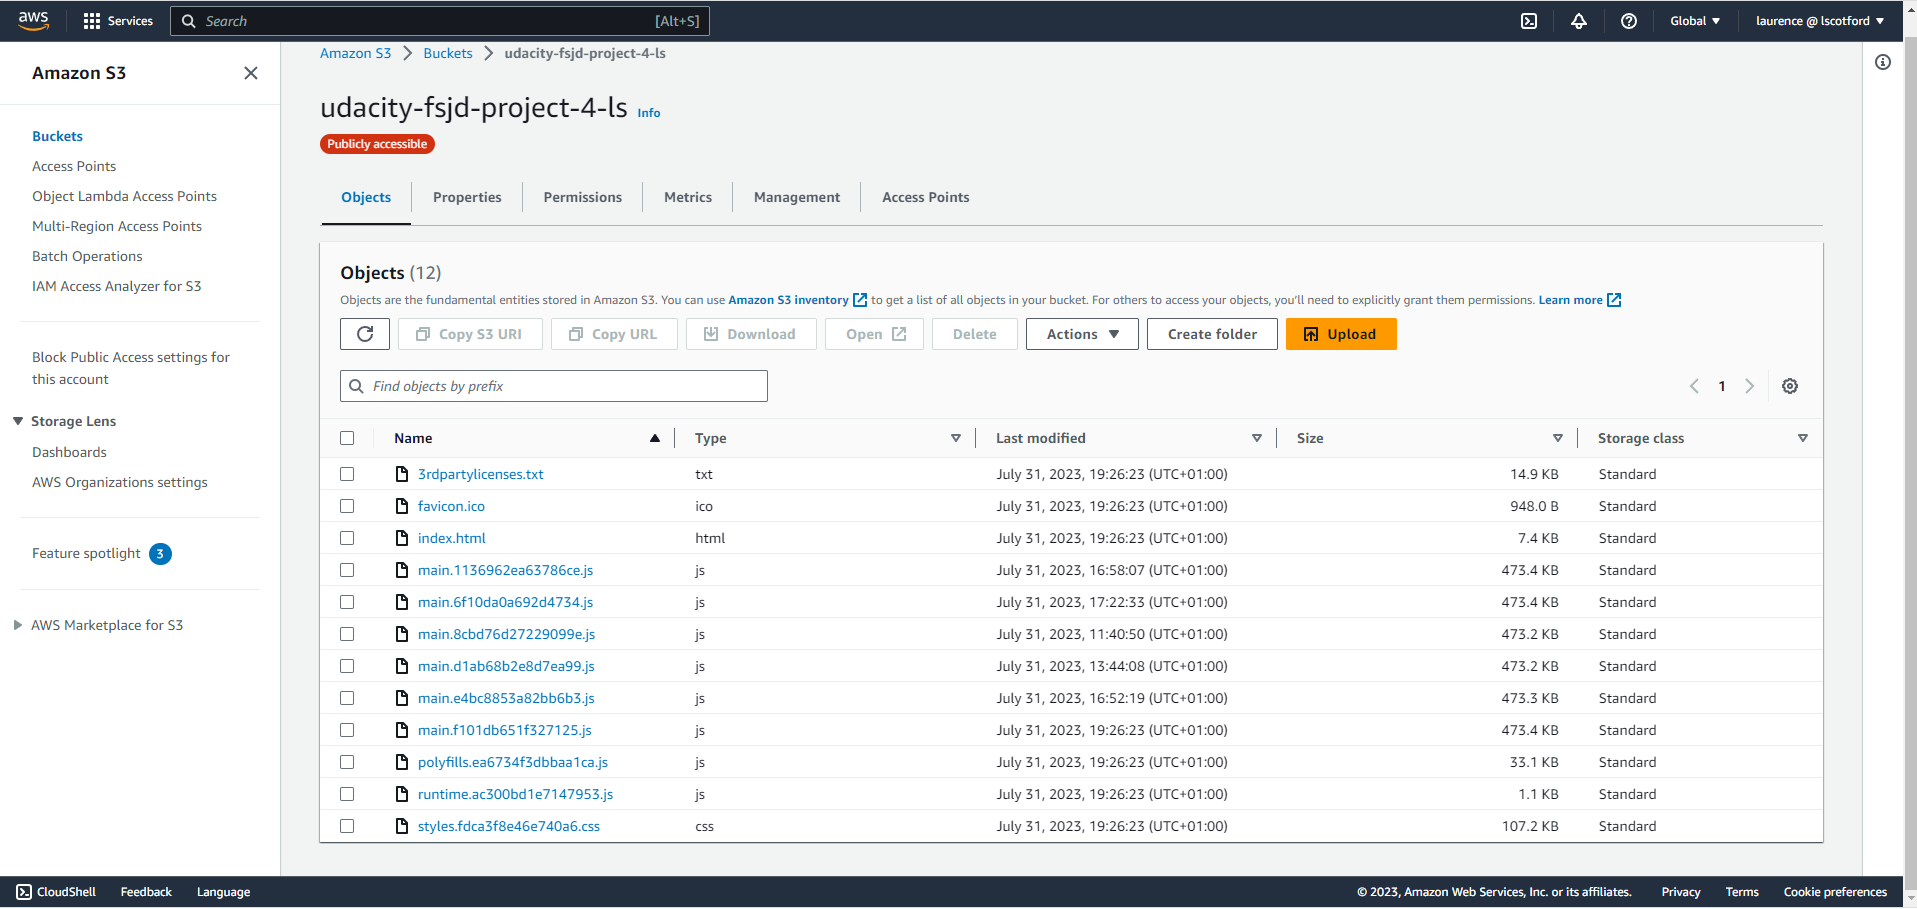 aws Services Search [Alt+S] Global laurence @ lscotford
Amazon S3
Buckets
Access Points
Object Lambda Access Points
Multi-Region Access Points
Batch Operations
IAM Access Analyzer for S3
Block Public Access settings for
this account
Storage Lens
Dashboards
AWS Organizations settings
Feature spotlight 3
AWS Marketplace for S3
Amazon S3 Buckets udacity-fsjd-project-4-ls
udacity-fsjd-project-4-ls Info
Publicly accessible
Objects Properties Permissions Metrics Management Access Points
Objects (12)
Objects are the fundamental entities stored in Amazon S3. You can use Amazon S3 inventory to get a list of all objects in your bucket. For others to access your objects, you'll need to explicitly grant them permissions. Learn more
Copy S3 URI Copy URL Download Open Delete Actions Create folder Upload
Find objects by prefix 1
Name Type Last modified Size Storage class
3rdpartylicenses.txt txt July 31, 2023, 19:26:23 (UTC+01:00) 14.9 KB Standard
favicon.ico ico July 31, 2023, 19:26:23 (UTC+01:00) 948.0 B Standard
index.html html July 31, 2023, 19:26:23 (UTC+01:00) 7.4 KB Standard
main.1136962ea63786ce.js js July 31, 2023, 16:58:07 (UTC+01:00) 473.4 KB Standard
main.6f10da0a692d4734.js js July 31, 2023, 17:22:33 (UTC+01:00) 473.4 KB Standard
main.8cbd76d27229099e.js js July 31, 2023, 11:40:50 (UTC+01:00) 473.2 KB Standard
main.d1ab68b2e8d7ea99.js js July 31, 2023, 13:44:08 (UTC+01:00) 473.2 KB Standard
main.e4bc8853a82bb6b3.js js July 31, 2023, 16:52:19 (UTC+01:00) 473.3 KB Standard
main.f101db651f327125.js js July 31, 2023, 19:26:23 (UTC+01:00) 473.4 KB Standard
polyfills.ea6734f3dbbaa1ca.js js July 31, 2023, 19:26:23 (UTC+01:00) 33.1 KB Standard
runtime.ac300bd1e7147953.js js July 31, 2023, 19:26:23 (UTC+01:00) 1.1 KB Standard
styles.fdca3f8e46e740a6.css css July 31, 2023, 19:26:23 (UTC+01:00) 107.2 KB Standard
CloudShell Feedback Language © 2023, Amazon Web Services, Inc. or its affiliates. Privacy Terms Cookie preferences